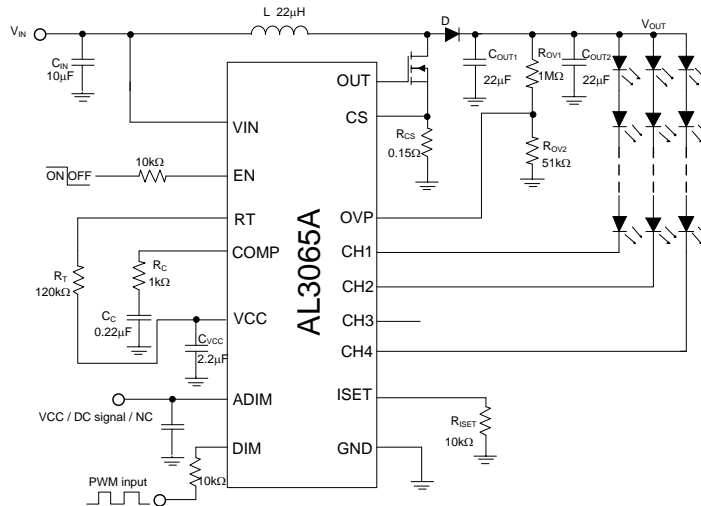 L 22μH
D
VIN
VOUT
CIN
10μF
COUT1
22μF
ROV1
1MΩ
COUT2
22μF
OUT
CS
RCS
0.15Ω
ROV2
51kΩ
VIN
ON OFF
10kΩ
EN
RT
OVP
COMP
CH1
RT
120kΩ
RC
1kΩ
CC
0.22μF
AL3065A
CH2
VCC
CVCC
2.2μF
CH3
CH4
ADIM
VCC / DC signal / NC
ISET
RISET
10kΩ
DIM
10kΩ
GND
PWM input